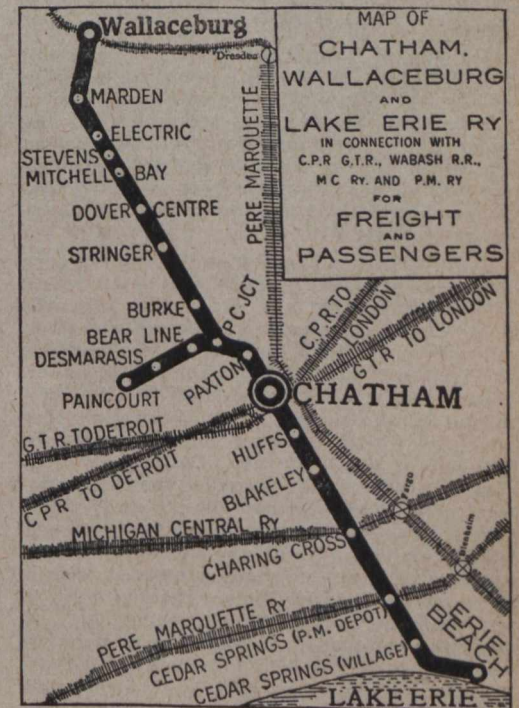 MAP OF
CHATHAM,
WALLACEBURG
AND
LAKE ERIE RY
IN CONNECTION WITH
C.P.R G.T.R., WABASH R.R.,
M C RY. AND P.M. RY
FOR
FREIGHT
AND
PASSENGERS
Wallaceburg
Dresden
MARDEN
ELECTRIC
STEVENS
MITCHELL BAY
PERE MARQUETTE
DOVER CENTRE
STRINGER
BURKE
P C JCT
BEAR LINE
DESMARASIS
PAINCOURT
PAXTON
C.P.R. TO LONDON
G T R TO LONDON
CHATHAM
G.T.R. TO DETROIT
C P R TO DETROIT
HUFFS
BLAKELEY
Fargo
MICHIGAN CENTRAL RY
CHARING CROSS
Blenheim
PERE MARQUETTE RY
CEDAR SPRINGS (P.M. DEPOT)
CEDAR SPRINGS (VILLAGE)
ERIE
BEACH
LAKE ERIE